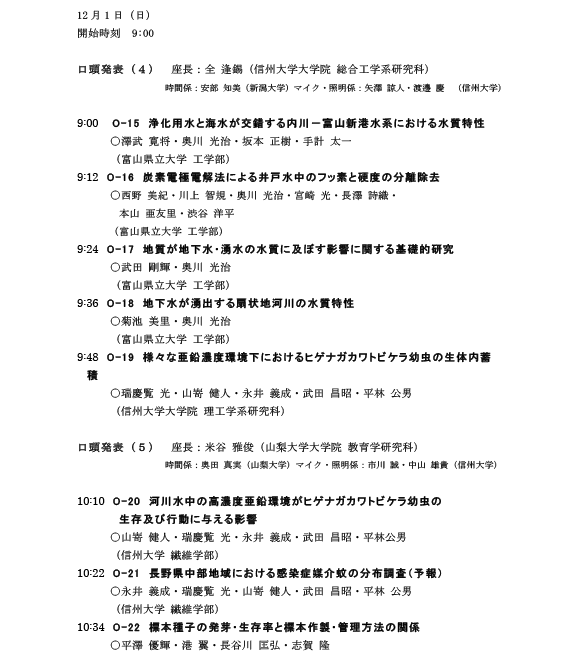 12月1日（日）
開始時刻　9:00
口頭発表（4）　座長：全 逢錫（信州大学大学院 総合工学系研究科）
時間係：安部 知美（新潟大学）マイク・照明係：矢澤 諒人・渡邊 慶　（信州大学）
9:00　O-15　浄化用水と海水が交錯する内川－富山新港水系における水質特性
○澤武 寛将・奥川 光治・坂本 正樹・手計 太一
（富山県立大学 工学部）
9:12　O-16　炭素電極電解法による井戸水中のフッ素と硬度の分離除去
○西野 美紀・川上 智規・奥川 光治・宮崎 光・長澤 詩織・
本山 亜友里・渋谷 洋平
（富山県立大学 工学部）
9:24　O-17　地質が地下水・湧水の水質に及ぼす影響に関する基礎的研究
○武田 剛輝・奥川 光治
（富山県立大学 工学部）
9:36　O-18　地下水が湧出する扇状地河川の水質特性
○菊池 美里・奥川 光治
（富山県立大学 工学部）
9:48　O-19　様々な亜鉛濃度環境下におけるヒゲナガカワトビケラ幼虫の生体内蓄
積
○瑞慶覧 光・山嵜 健人・永井 義成・武田 昌昭・平林 公男
（信州大学大学院 理工学系研究科）
口頭発表（5）　座長：米谷 雅俊（山梨大学大学院 教育学研究科）
時間係：奥田 真実（山梨大学）マイク・照明係：市川 誠・中山 雄貴（信州大学）
10:10　O-20　河川水中の高濃度亜鉛環境がヒゲナガカワトビケラ幼虫の
生存及び行動に与える影響
○山嵜 健人・瑞慶覧 光・永井 義成・武田 昌昭・平林公男
（信州大学 繊維学部）
10:22　O-21　長野県中部地域における感染症媒介蚊の分布調査（予報）
○永井 義成・瑞慶覧 光・山嵜 健人・武田 昌昭・平林 公男
（信州大学 繊維学部）
10:34　O-22　標本種子の発芽・生存率と標本作製・管理方法の関係
○平澤 優輝・港 翼・長谷川 匡弘・志賀 隆